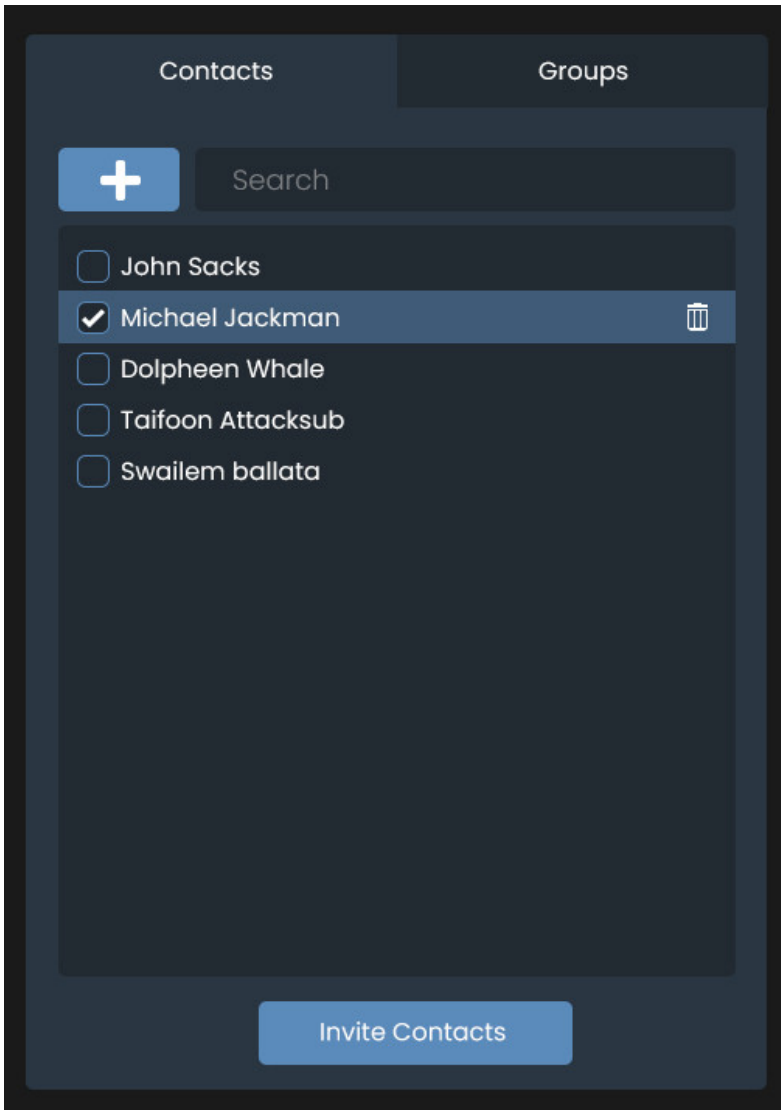 Contacts Groups
Search
John Sacks
Michael Jackman
Dolpheen Whale
Taifoon Attacksub
Swailem ballata
Invite Contacts